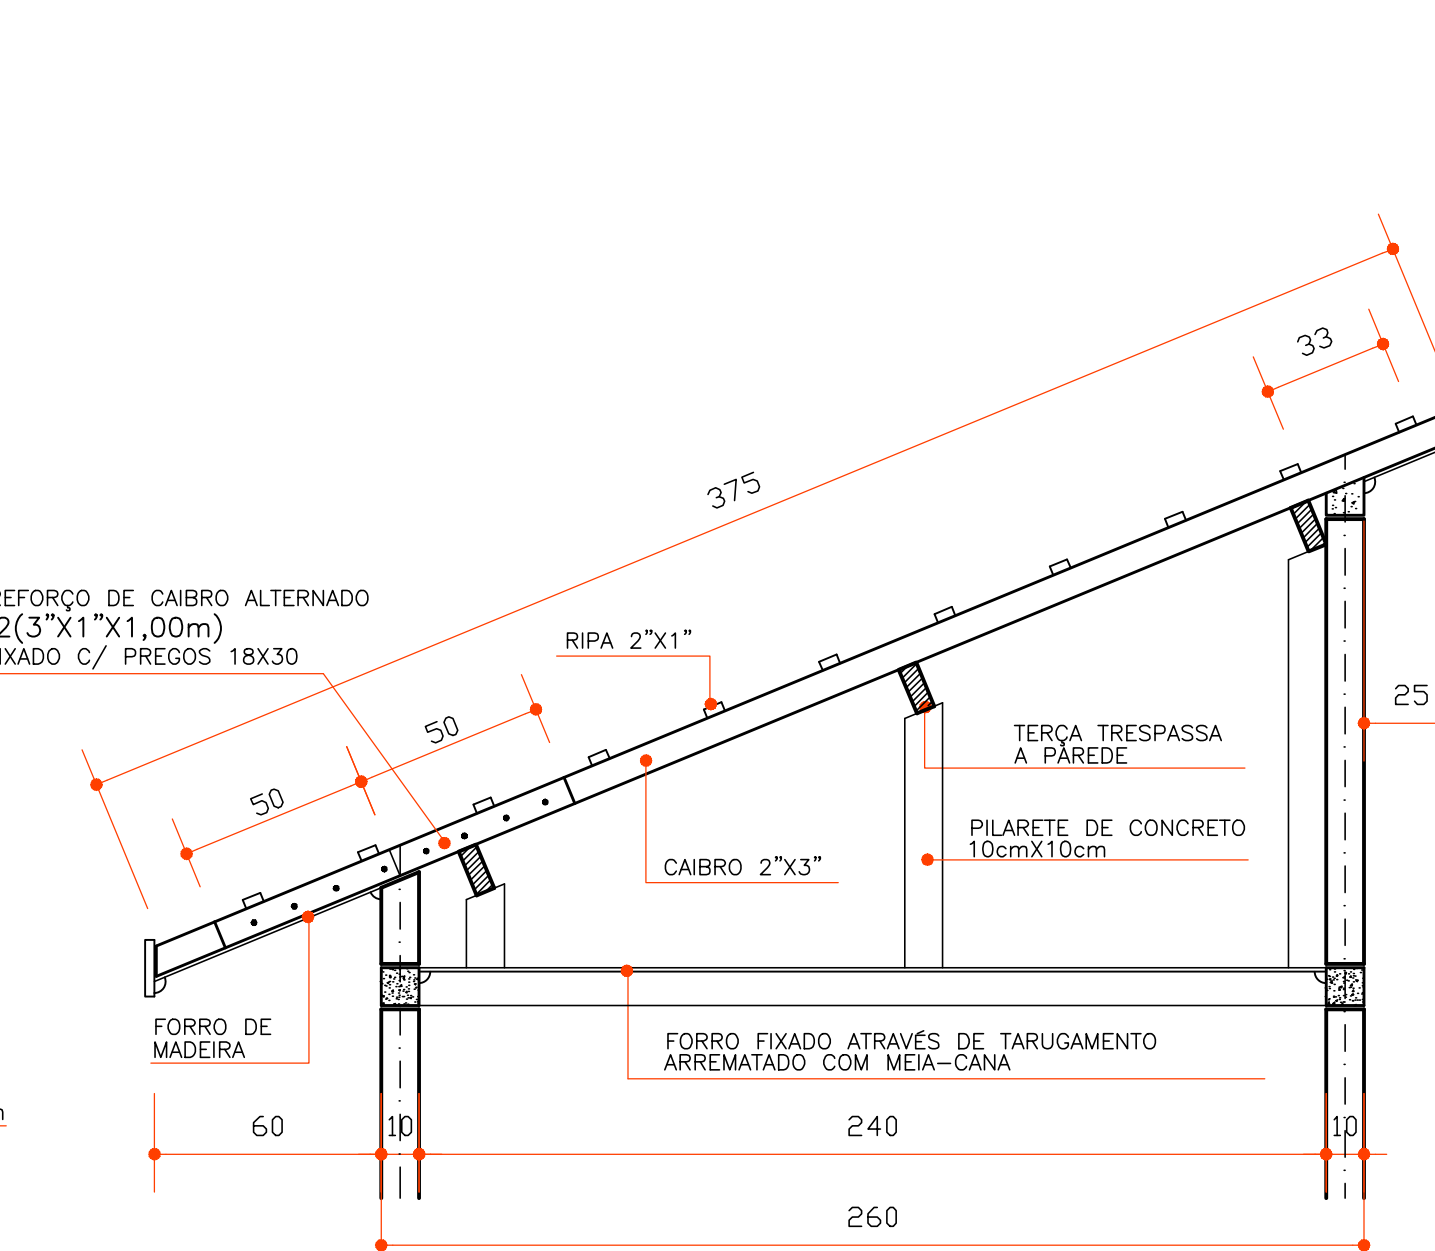 33
375
REFORÇO DE CAIBRO ALTERNADO
2(3”X1”X1,00m)
IXADO C/ PREGOS 18X30
RIPA 2”X1”
25
50
50
TERÇA TRESPASSA
A PAREDE
PILARETE DE CONCRETO
10cmX10cm
CAIBRO 2”X3”
FORRO DE
MADEIRA
FORRO FIXADO ATRAVÉS DE TARUGAMENTO
ARREMATADO COM MEIA-CANA
60
10
240
10
260